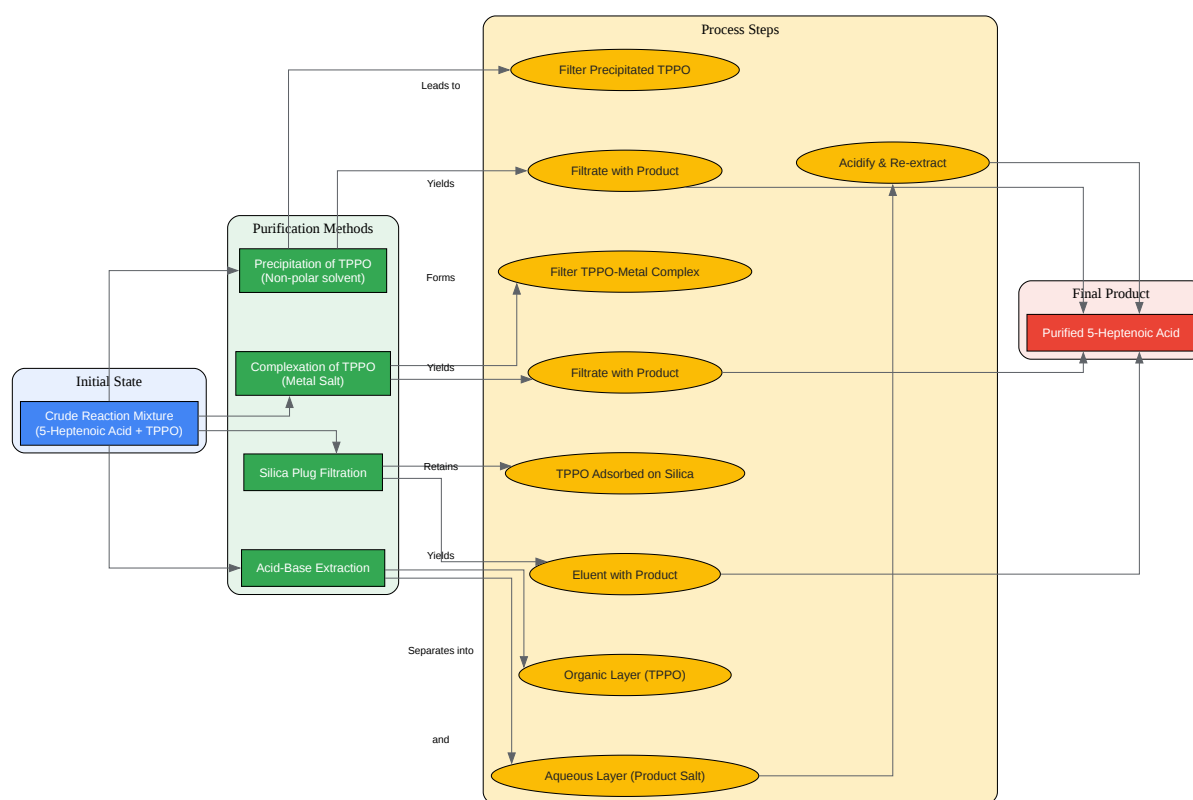 Process Steps
Filter Precipitated TPPO
Leads to
Filtrate with Product
Acidify & Re-extract
Yields
Purification Methods
Precipitation of TPPO
(Non-polar solvent)
Forms
Filter TPPO-Metal Complex
Final Product
Purified 5-Heptenoic Acid
Complexation of TPPO
(Metal Salt)
Yields
Filtrate with Product
Initial State
Crude Reaction Mixture
(5-Heptenoic Acid + TPPO)
Silica Plug Filtration
Retains
TPPO Adsorbed on Silica
Acid-Base Extraction
Yields
Eluent with Product
Separates into
Organic Layer (TPPO)
and
Aqueous Layer (Product Salt)